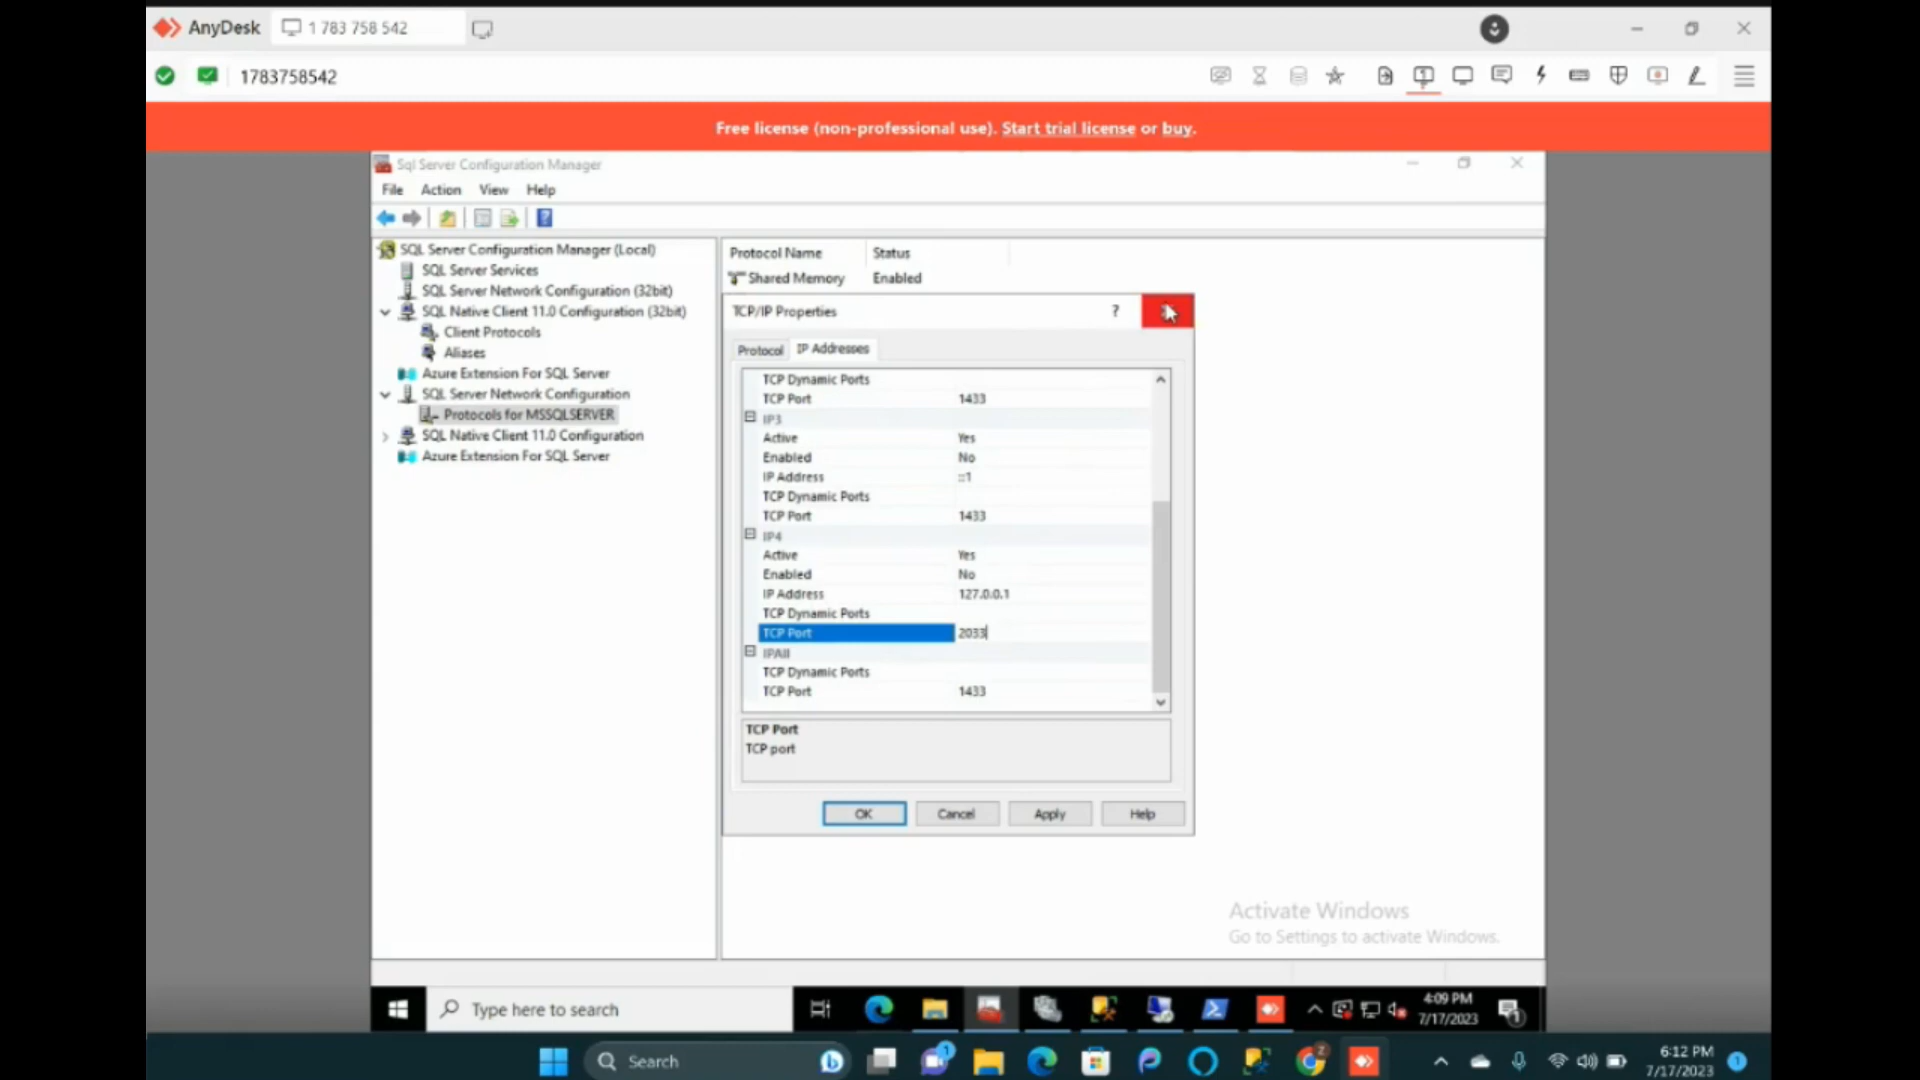 AnyDesk 1 783 758 542
1783758542
Free license (non-professional use). Start trial license or buy.
Sql Server Configuration Manager
File Action View Help
SQL Server Configuration Manager (Local)
SQL Server Services
SQL Server Network Configuration (32bit)
SQL Native Client 11.0 Configuration (32bit)
Client Protocols
Aliases
Azure Extension For SQL Server
SQL Server Network Configuration
Protocols for MSSQLSERVER
SQL Native Client 11.0 Configuration
Azure Extension For SQL Server
Protocol Name Status
Shared Memory Enabled
TCP/IP Properties ?
Protocol IP Addresses
TCP Dynamic Ports
TCP Port 1433
IP3
Active Yes
Enabled No
IP Address ::1
TCP Dynamic Ports
TCP Port 1433
IP4
Active Yes
Enabled No
IP Address 127.0.0.1
TCP Dynamic Ports
TCP Port 2033
IPAll
TCP Dynamic Ports
TCP Port 1433
TCP Port
TCP port
OK Cancel Apply Help
Activate Windows
Go to Settings to activate Windows.
Type here to search
4:09 PM
7/17/2023
1
Search
1
Z
6:12 PM
7/17/2023
1